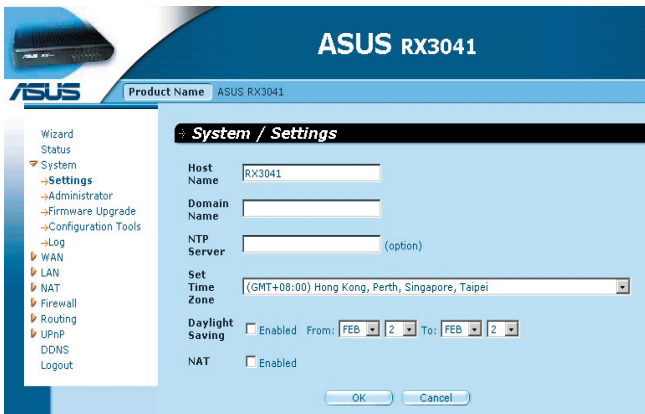 ASUS RX3041
ASUS
Product Name ASUS RX3041
Wizard
Status
System
Settings
Administrator
Firmware Upgrade
Configuration Tools
Log
WAN
LAN
NAT
Firewall
Routing
UPnP
DDNS
Logout
System / Settings
Host Name RX3041
Domain Name
NTP Server (option)
Set Time Zone (GMT+08:00) Hong Kong, Perth, Singapore, Taipei
Daylight Saving Enabled From: FEB 2 To: FEB 2
NAT Enabled
OK Cancel